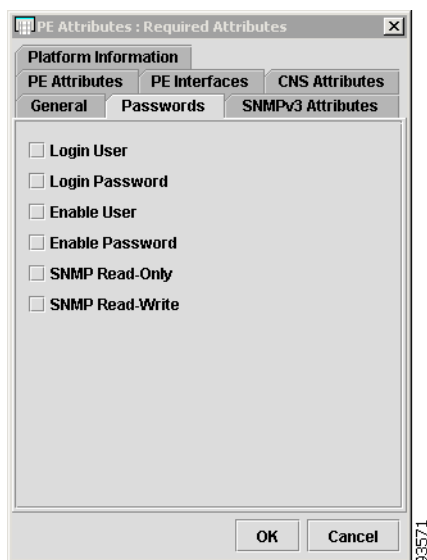 PE Attributes : Required Attributes
Platform Information
PE Attributes PE Interfaces CNS Attributes
General Passwords SNMPv3 Attributes
Login User
Login Password
Enable User
Enable Password
SNMP Read-Only
SNMP Read-Write
OK Cancel
93571